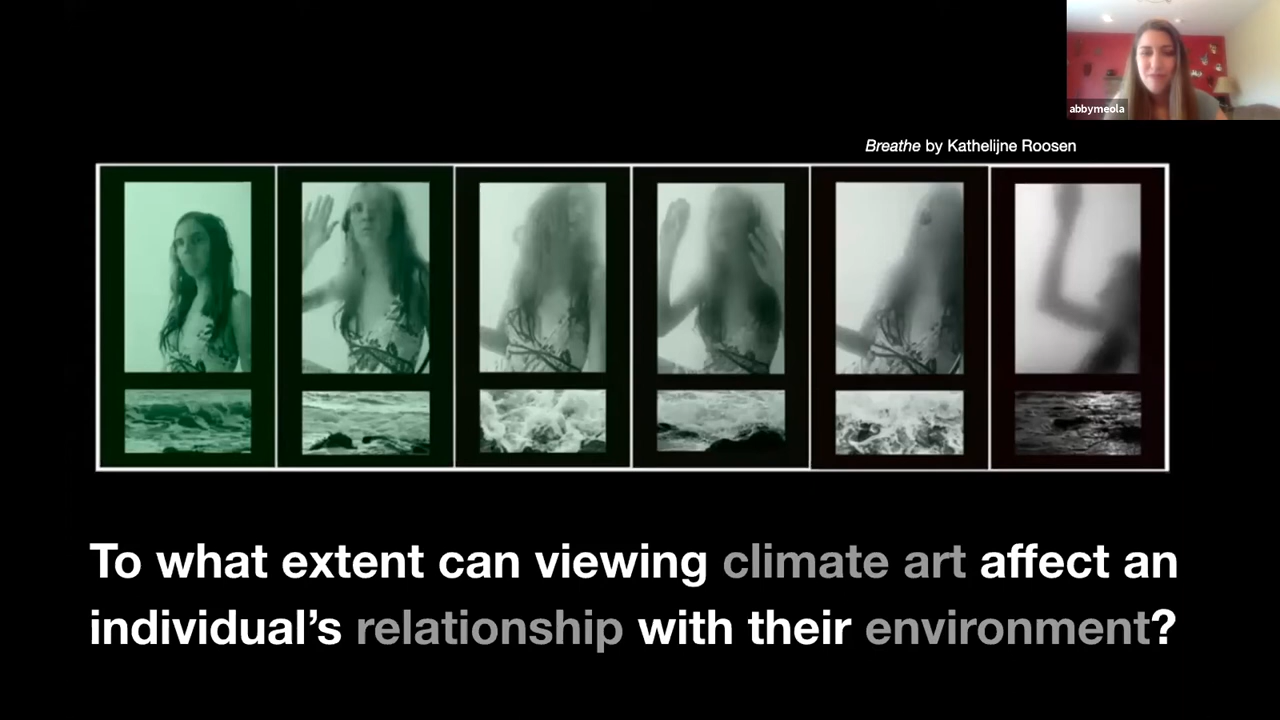 abbymeola
Breathe by Kathelijne Roosen
To what extent can viewing climate art affect an
individual’s relationship with their environment?